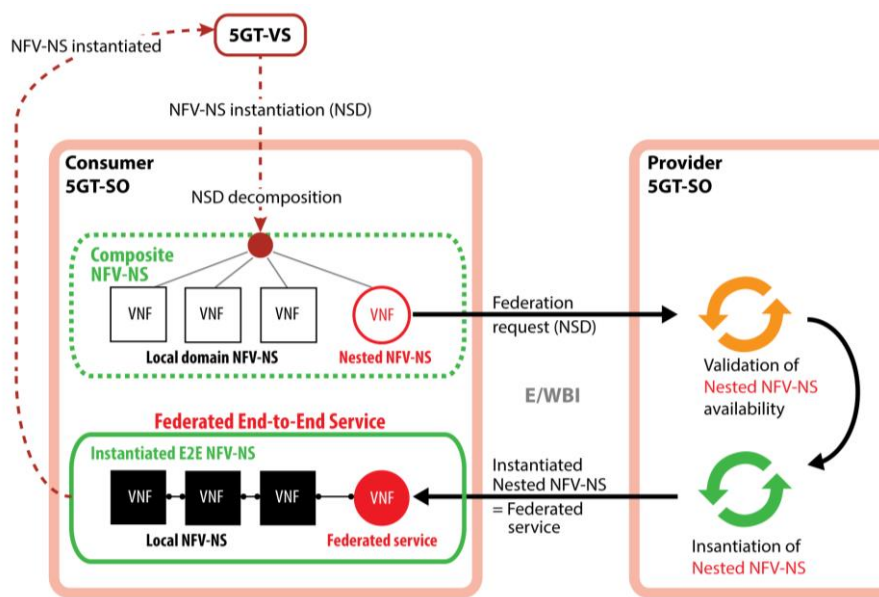 5GT-VS
NFV-NS instantiated
NFV-NS instantiation (NSD)
Consumer
5GT-SO
NSD decomposition
Composite
NFV-NS
VNF
VNF
VNF
VNF
Local domain NFV-NS
Nested NFV-NS
Federation
request (NSD)
E/WBI
Federated End-to-End Service
Instantiated E2E NFV-NS
VNF
VNF
VNF
VNF
Local NFV-NS
Federated service
Instantiated
Nested NFV-NS
= Federated
service
Provider
5GT-SO
Validation of
Nested NFV-NS
availability
Insantiation of
Nested NFV-NS